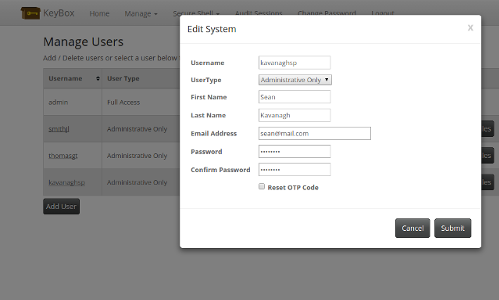 KeyBox Home Manage Secure Shell Audit Sessions Change Password Logout
Manage Users
Add / Delete users or select a user below
Username User Type
admin Full Access
Administrative Only
thomasgt Administrative Only
kavanaghsp Administrative Only
Add User
Edit System x
Username kavanaghsp
UserType Administrative Only
First Name Sean
Last Name Kavanagh
Email Address sean@mail.com
Password ••••••••
Confirm Password ••••••••
Reset OTP Code
Cancel Submit